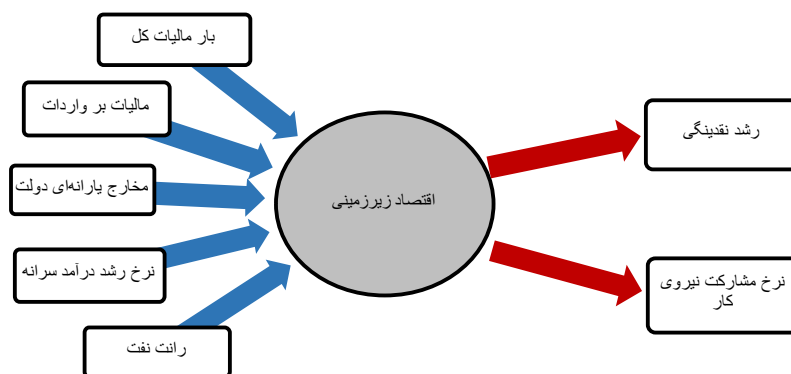 بار مالیات کل
مالیات بر واردات
مخارج یارانه‌ای دولت
نرخ رشد درآمد سرانه
رانت نفت
اقتصاد زیرزمینی
رشد نقدینگی
نرخ مشارکت نیروی
کار